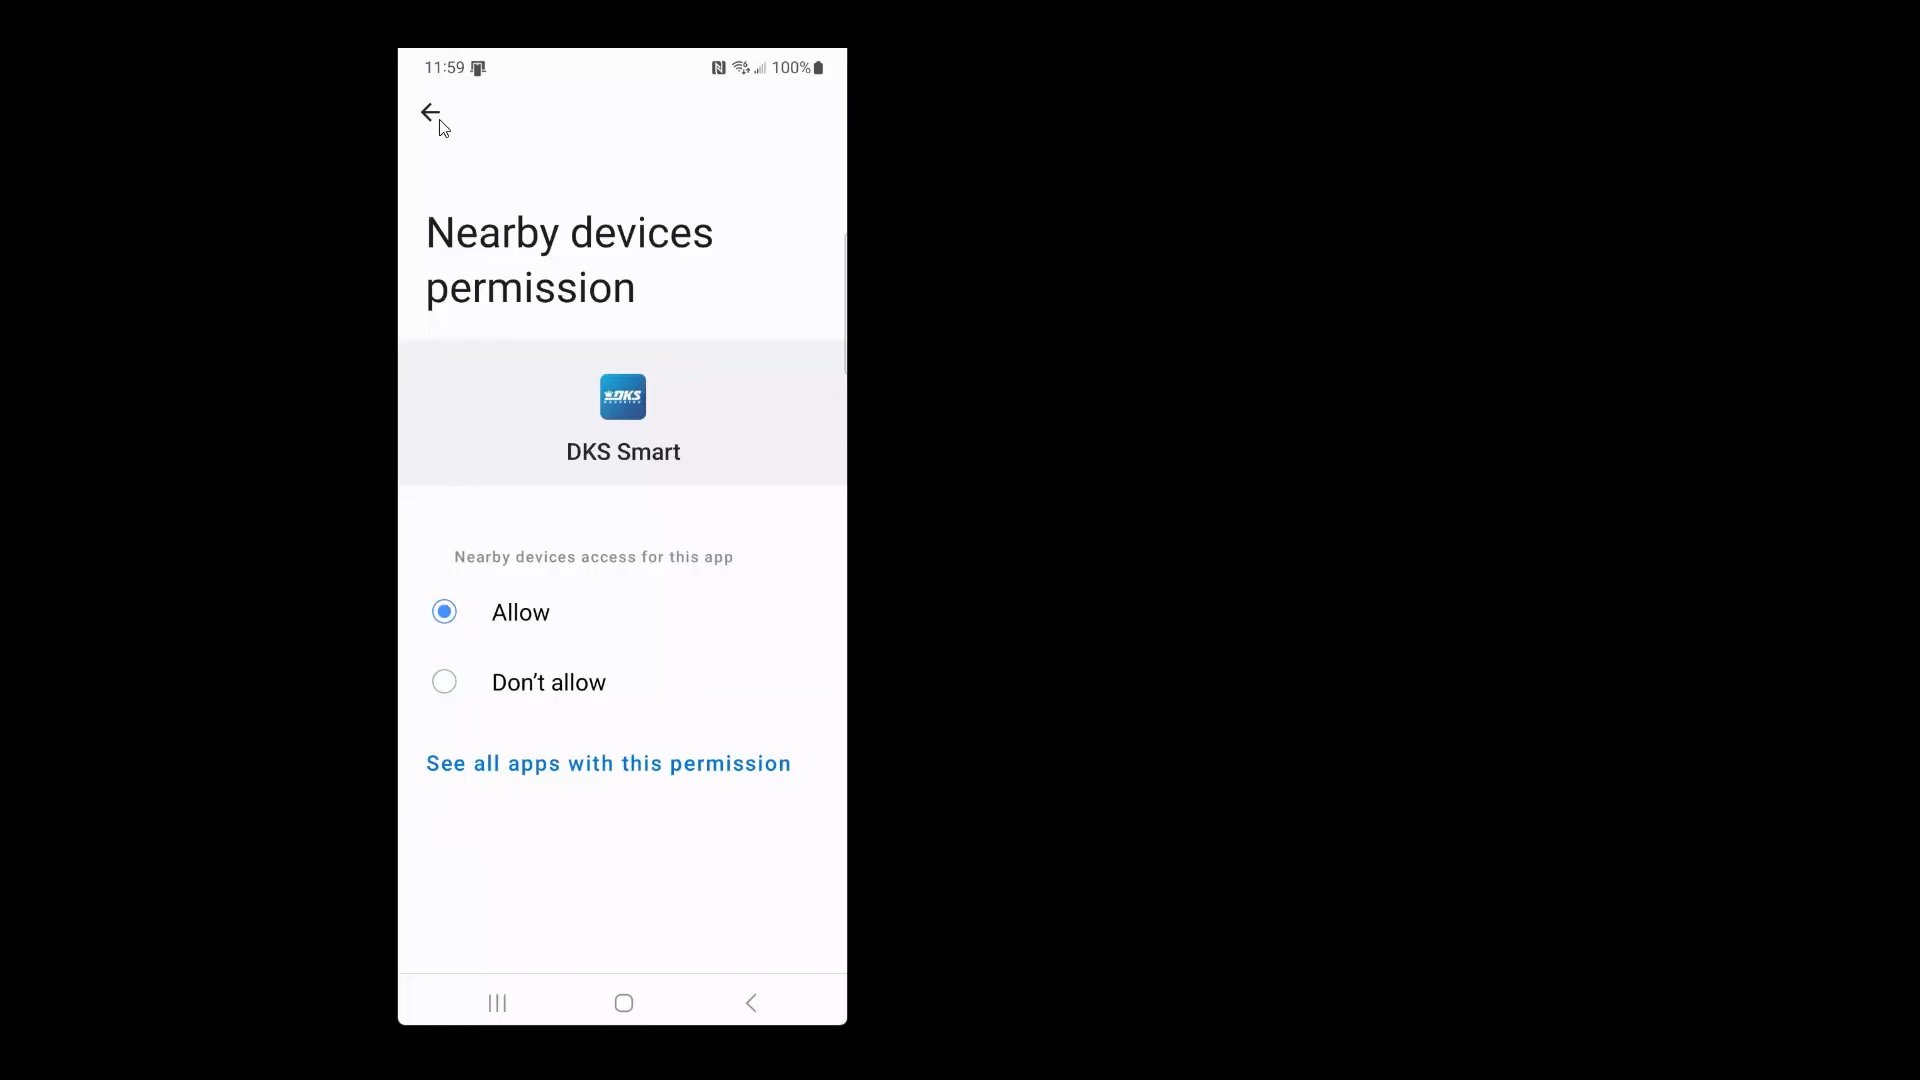 11:59 100%
Nearby devices
permission
DKS
DKS Smart
Nearby devices access for this app
Allow
Don’t allow
See all apps with this permission